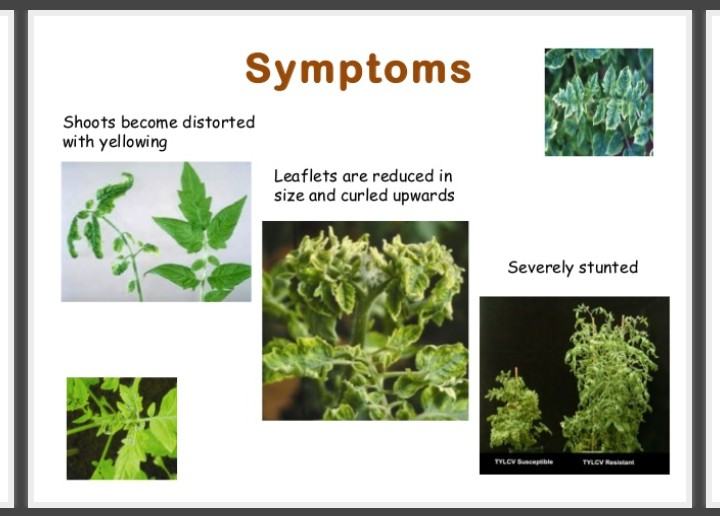 Symptoms
Shoots become distorted
with yellowing
Leaflets are reduced in
size and curled upwards
Severely stunted
TYLCV Susceptible
TYLCV Resistant